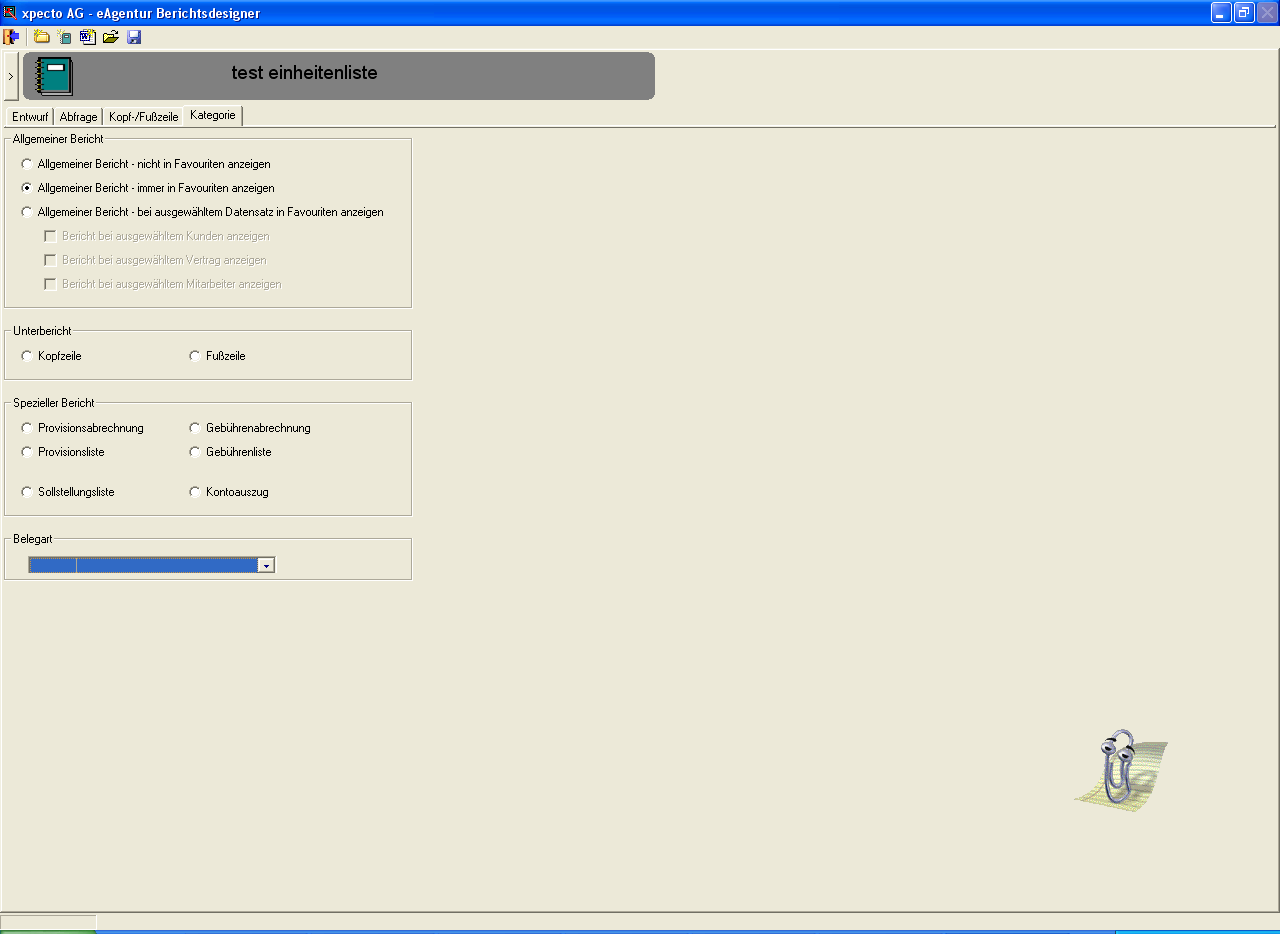 xpecto AG - eAgentur Berichtsdesigner
>
test einheitenliste
Entwurf Abfrage Kopf-/Fußzeile Kategorie
Allgemeiner Bericht
Allgemeiner Bericht - nicht in Favouriten anzeigen
Allgemeiner Bericht - immer in Favouriten anzeigen
Allgemeiner Bericht - bei ausgewähltem Datensatz in Favouriten anzeigen
Bericht bei ausgewähltem Kunden anzeigen
Bericht bei ausgewähltem Vertrag anzeigen
Bericht bei ausgewähltem Mitarbeiter anzeigen
Unterbericht
Kopfzeile Fußzeile
Spezieller Bericht
Provisionsabrechnung Gebührenabrechnung
Provisionsliste Gebührenliste
Sollstellungsliste Kontoauszug
Belegart